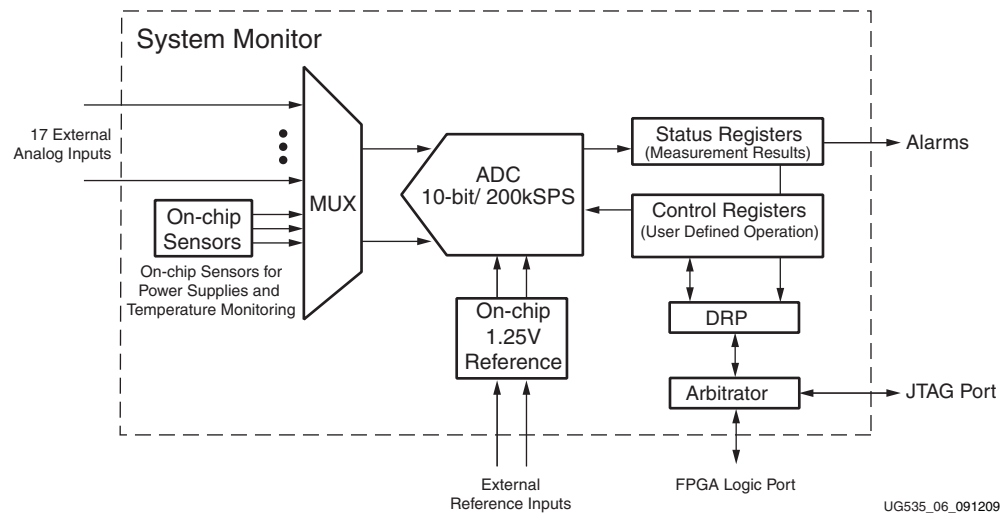 System Monitor
17 External
Analog Inputs
On-chip
Sensors
On-chip Sensors for
Power Supplies and
Temperature Monitoring
MUX
ADC
10-bit/ 200kSPS
On-chip
1.25V
Reference
External
Reference Inputs
Status Registers
(Measurement Results)
Alarms
Control Registers
(User Defined Operation)
DRP
Arbitrator
JTAG Port
FPGA Logic Port
UG535_06_091209